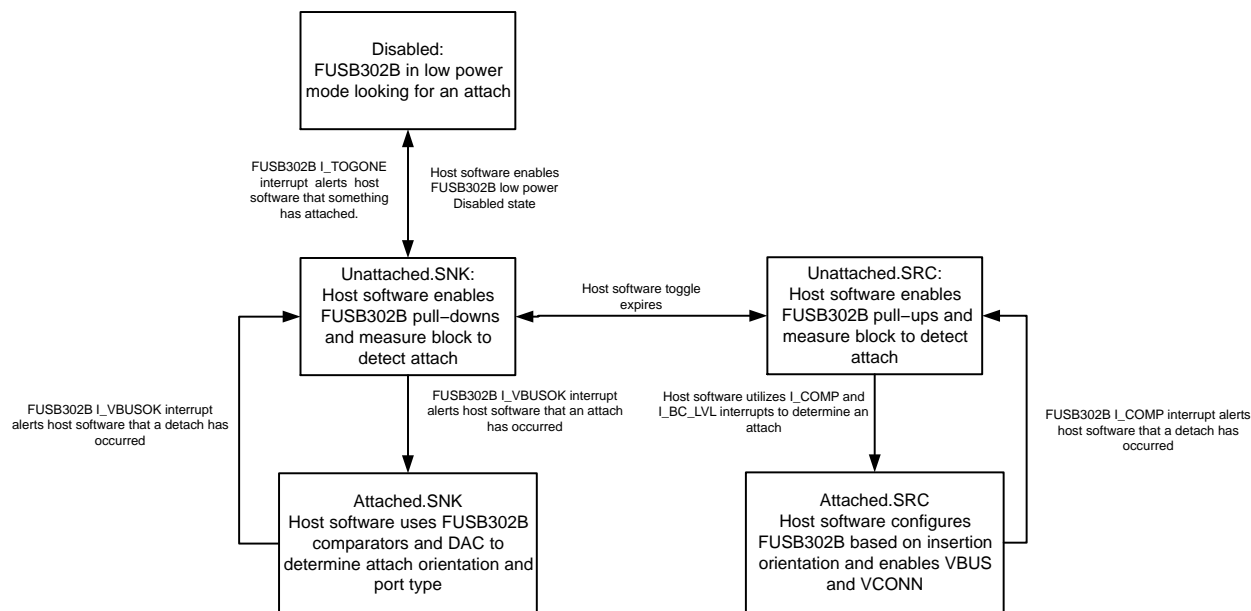 Disabled:
FUSB302B in low power
mode looking for an attach
FUSB302B I_TOGONE
interrupt alerts host
software that something
has attached.
Host software enables
FUSB302B low power
Disabled state
Unattached.SNK:
Host software enables
FUSB302B pull−downs
and measure block to
detect attach
Host software toggle
expires
Unattached.SRC:
Host software enables
FUSB302B pull−ups and
measure block to detect
attach
FUSB302B I_VBUSOK interrupt
alerts host software that a detach has
occurred
FUSB302B I_VBUSOK interrupt
alerts host software that an attach
has occurred
Host software utilizes I_COMP and
I_BC_LVL interrupts to determine an
attach
FUSB302B I_COMP interrupt alerts
host software that a detach has
occurred
Attached.SNK
Host software uses FUSB302B
comparators and DAC to
determine attach orientation and
port type
Attached.SRC
Host software configures
FUSB302B based on insertion
orientation and enables VBUS
and VCONN